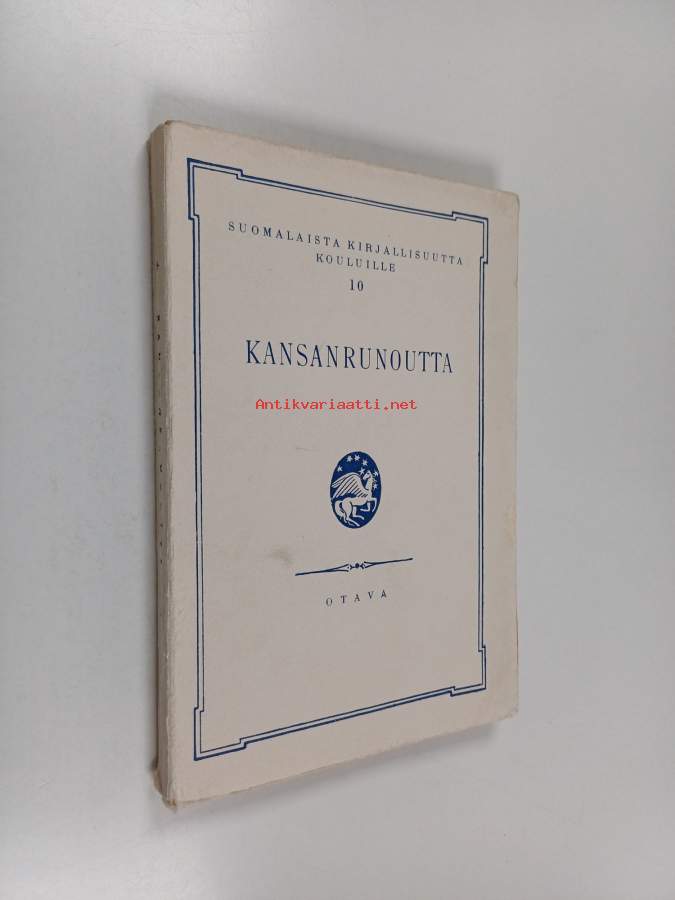 SUOMALAISTA KIRJALLISUUTTA
KOULUILLE
10
KANSANRUNOUTTA
Antikvariaatti.net
OTAVA